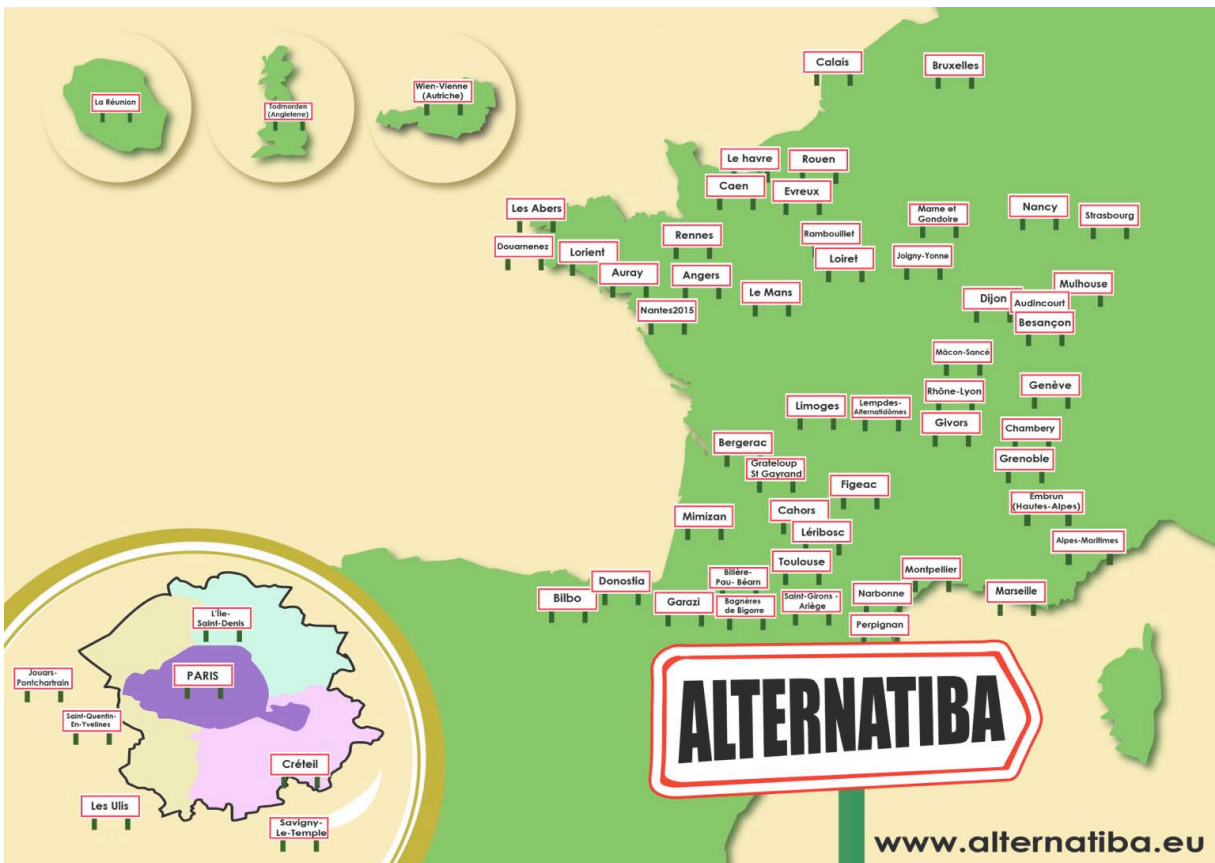 Calais
Bruxelles
La Réunion
Todmorden
(Angleterre)
Wien-Vienne
(Autriche)
Le havre
Rouen
Caen
Evreux
Les Abers
Marne et
Gondoire
Nancy
Strasbourg
Douarnenez
Lorient
Rennes
Rambouillet
Loiret
Joigny-Yonne
Auray
Angers
Le Mans
Mulhouse
Dijon
Audincourt
Nantes2015
Besançon
Mâcon-Sancé
Rhône-Lyon
Genève
Limoges
Lempdes-
Alternatidômes
Givors
Chambery
Bergerac
Grenoble
Grateloup
St Gayrand
Figeac
Embrun
(Hautes-Alpes)
Mimizan
Cahors
Léribosc
Alpes-Maritimes
Toulouse
Montpellier
Donostia
Billère-
Pau- Béarn
Bilbo
Garazi
Bagnères
de Bigorre
Saint-Girons -
Ariège
Narbonne
Marseille
Perpignan
L'Île-
Saint-Denis
Jouars-
Pontchartrain
PARIS
Saint-Quentin-
En-Yvelines
Créteil
Les Ulis
Savigny-
Le-Temple
ALTERNATIBA
www.alternatiba.eu